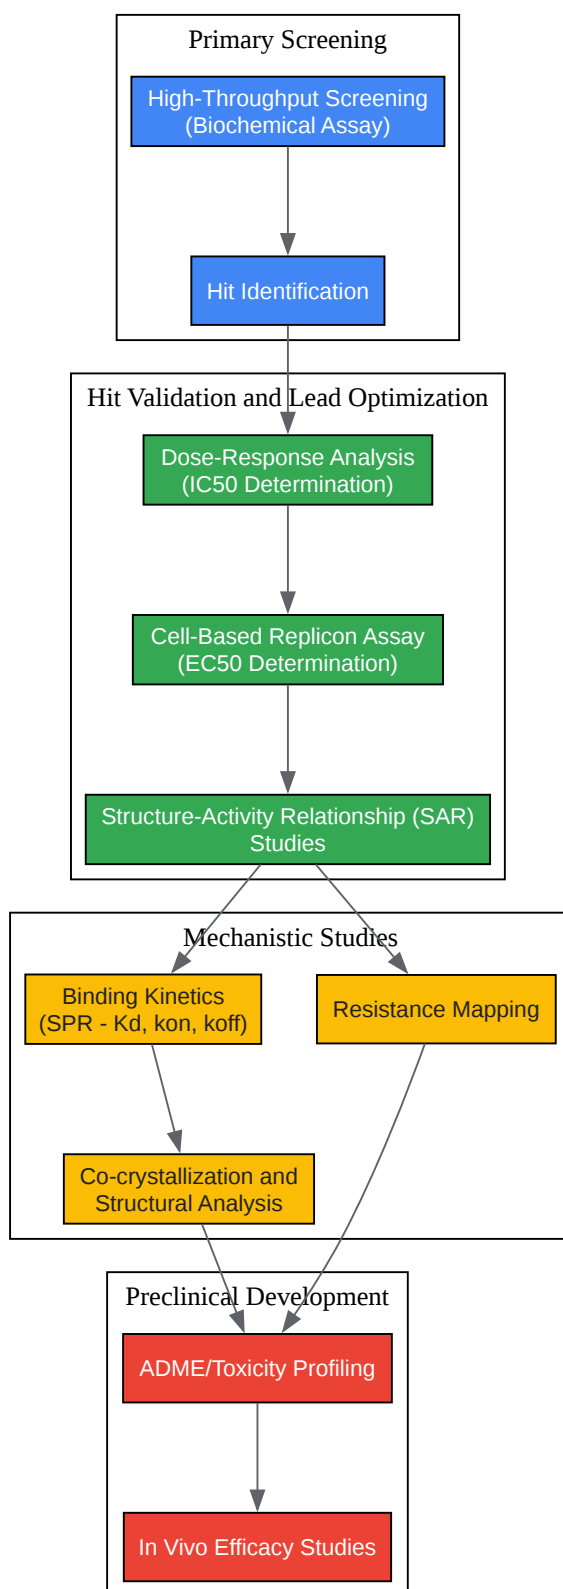 Primary Screening
High-Throughput Screening
(Biochemical Assay)
Hit Identification
Hit Validation and Lead Optimization
Dose-Response Analysis
(IC50 Determination)
Cell-Based Replicon Assay
(EC50 Determination)
Structure-Activity Relationship (SAR)
Studies
Mechanistic Studies
Binding Kinetics
(SPR - Kd, kon, koff)
Resistance Mapping
Co-crystallization and
Structural Analysis
Preclinical Development
ADME/Toxicity Profiling
In Vivo Efficacy Studies